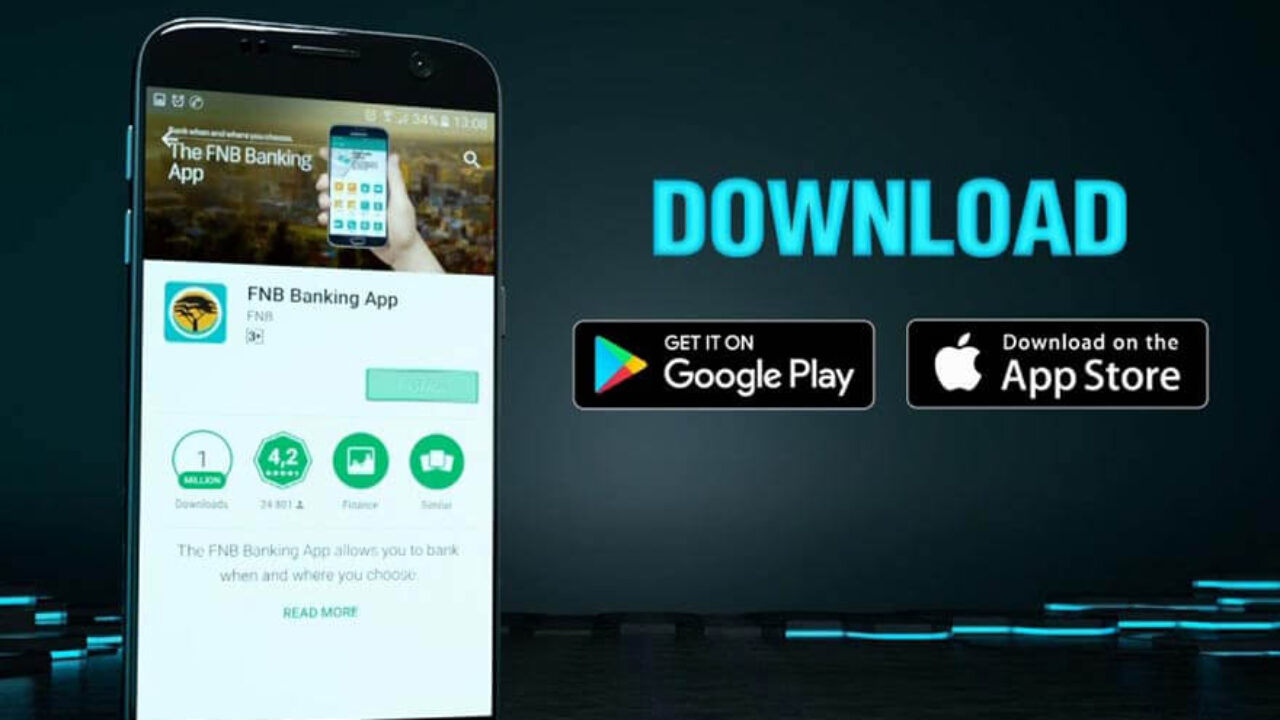 34% 13:08
Bank when and where you choose.
The FNB Banking
App
FNB Banking App
FNB
3+
1
MILLION
Downloads
4,2
24 801
Finance
Similar
The FNB Banking App allows you to bank
when and where you choose.
READ MORE
DOWNLOAD
GET IT ON
Google Play
Download on the
App Store